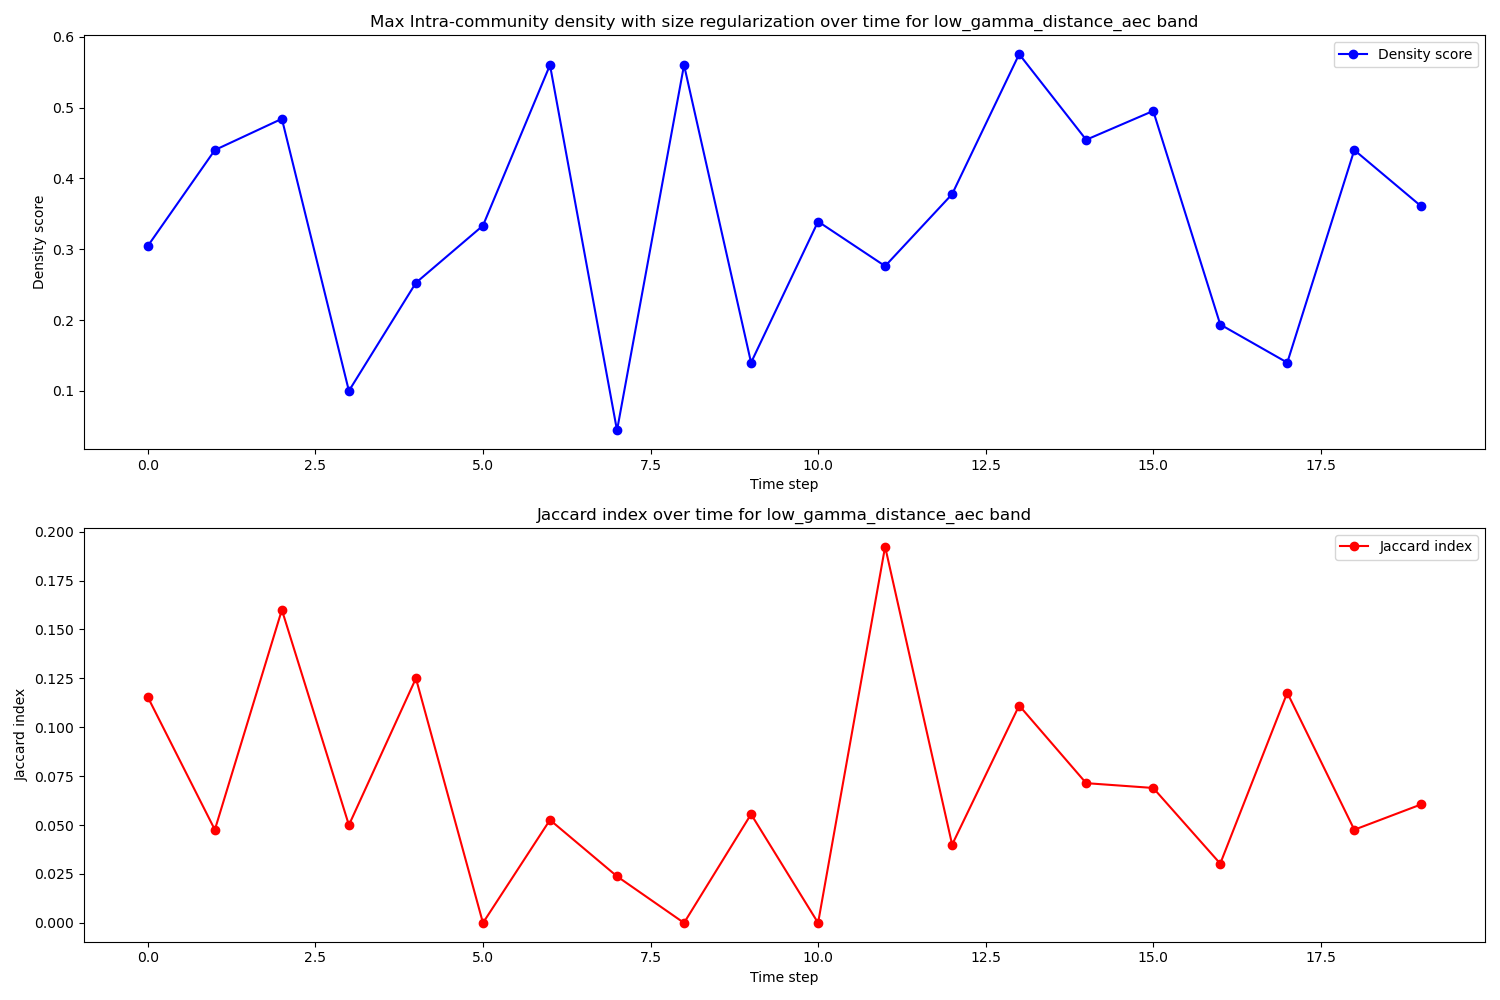 Max Intra-community density with size regularization over time for low_gamma_distance_aec band
Density score
0.6
0.5
0.4
0.3
0.2
0.1
Density score
0.0 2.5 5.0 7.5 10.0 12.5 15.0 17.5
Time step
Jaccard index over time for low_gamma_distance_aec band
Jaccard index
0.200
0.175
0.150
0.125
0.100
0.075
0.050
0.025
0.000
Jaccard index
0.0 2.5 5.0 7.5 10.0 12.5 15.0 17.5
Time step